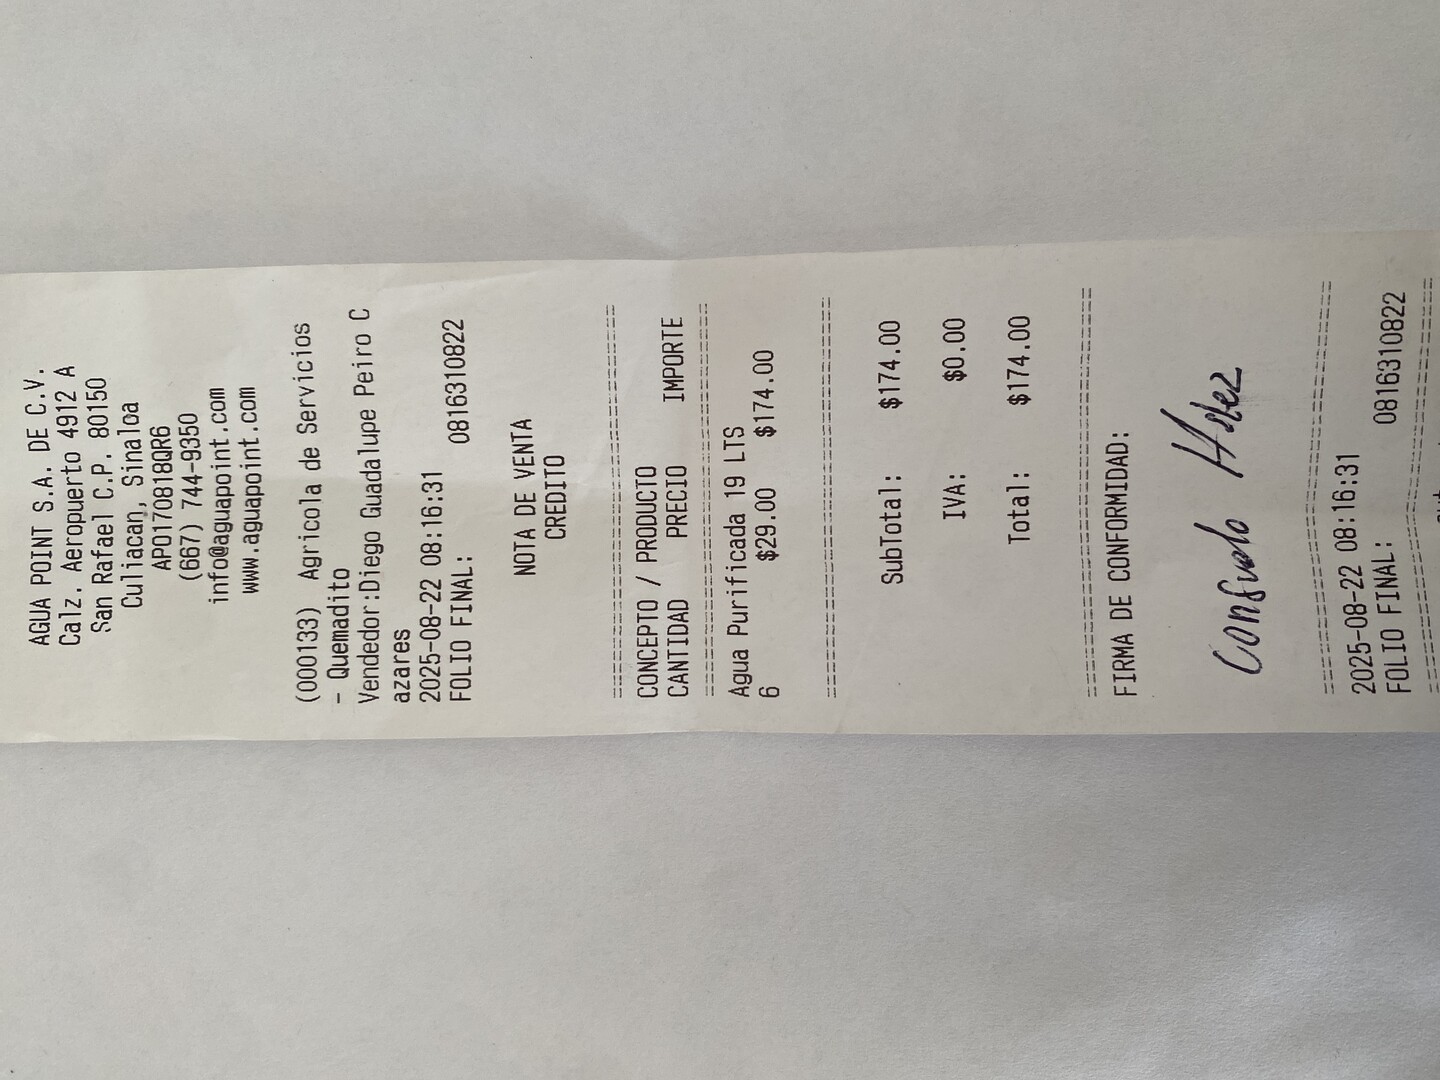 AGUA POINT S.A. DE C.V.
Calz. Aeropuerto 4912 A
San Rafael C.P. 80150
Culiacan, Sinaloa
APO170818QR6
(667) 744-9350
info@aguapoint.com
www.aguapoint.com
(000133) Agricola de Servicios
- Quemadito
Vendedor:Diego Guadalupe Peiro C
azares
2025-08-22 08:16:31
FOLIO FINAL: 0816310822
NOTA DE VENTA
CREDITO
CONCEPTO / PRODUCTO
CANTIDAD PRECIO IMPORTE
Agua Purificada 19 LTS
6 $29.00 $174.00
SubTotal: $174.00
IVA: $0.00
Total: $174.00
FIRMA DE CONFORMIDAD:
Consuelo
2025-08-22 08:16:31
FOLIO FINAL: 0816310822